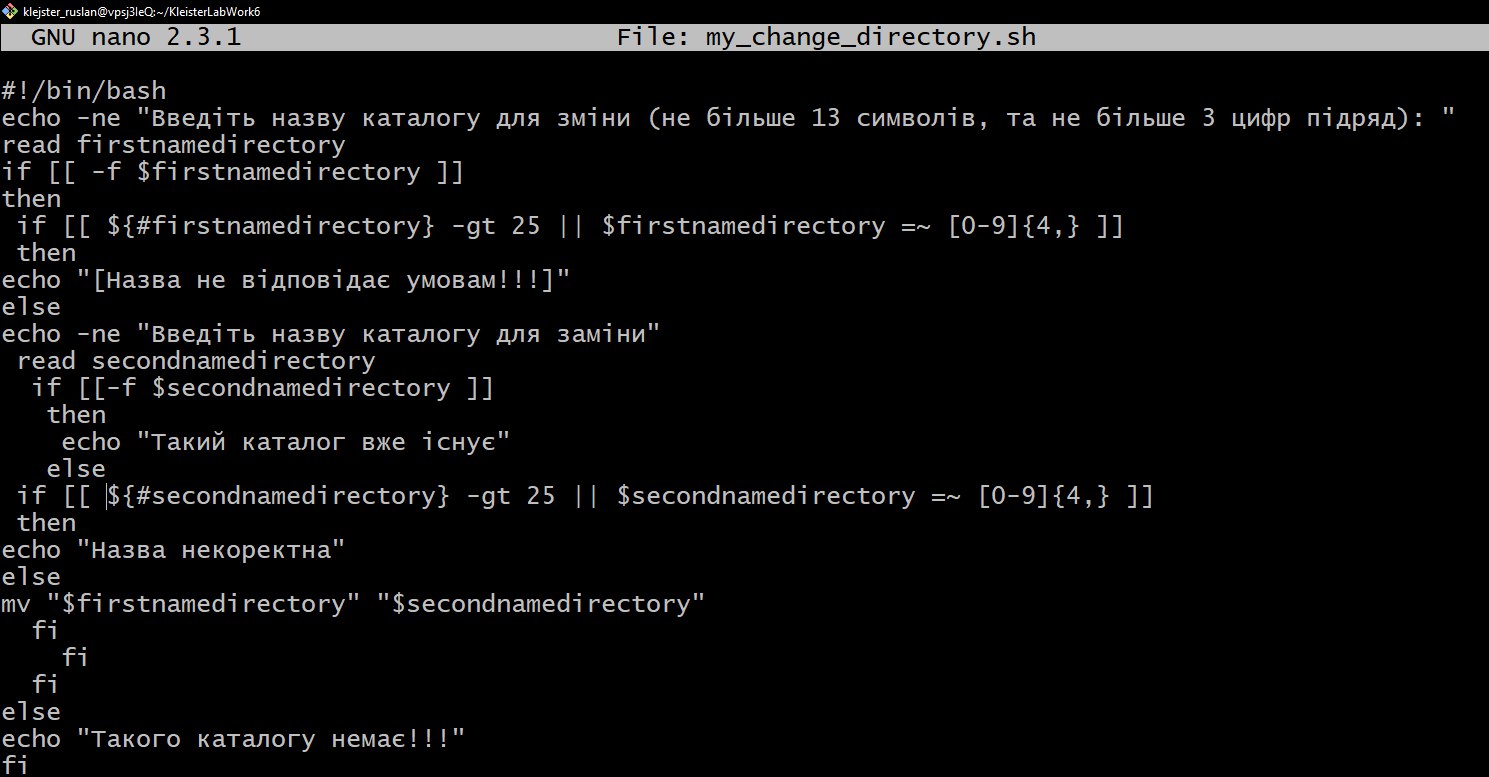 klejster_ruslan@vpsj3leQ:~/KleisterLabWork6
GNU nano 2.3.1 File: my_change_directory.sh
#!/bin/bash
echo -ne "Введіть назву каталогу для зміни (не більше 13 символів, та не більше 3 цифр підряд): "
read firstnamedirectory
if [[ -f $firstnamedirectory ]]
then
if [[ ${#firstnamedirectory} -gt 25 || $firstnamedirectory =~ [0-9]{4,} ]]
then
echo "[Назва не відповідає умовам!!!]"
else
echo -ne "Введіть назву каталогу для заміни"
read secondnamedirectory
if [[-f $secondnamedirectory ]]
then
echo "Такий каталог вже існує"
else
if [[ ${#secondnamedirectory} -gt 25 || $secondnamedirectory =~ [0-9]{4,} ]]
then
echo "Назва некоректна"
else
mv "$firstnamedirectory" "$secondnamedirectory"
fi
fi
fi
else
echo "Такого каталогу немає!!!"
fi